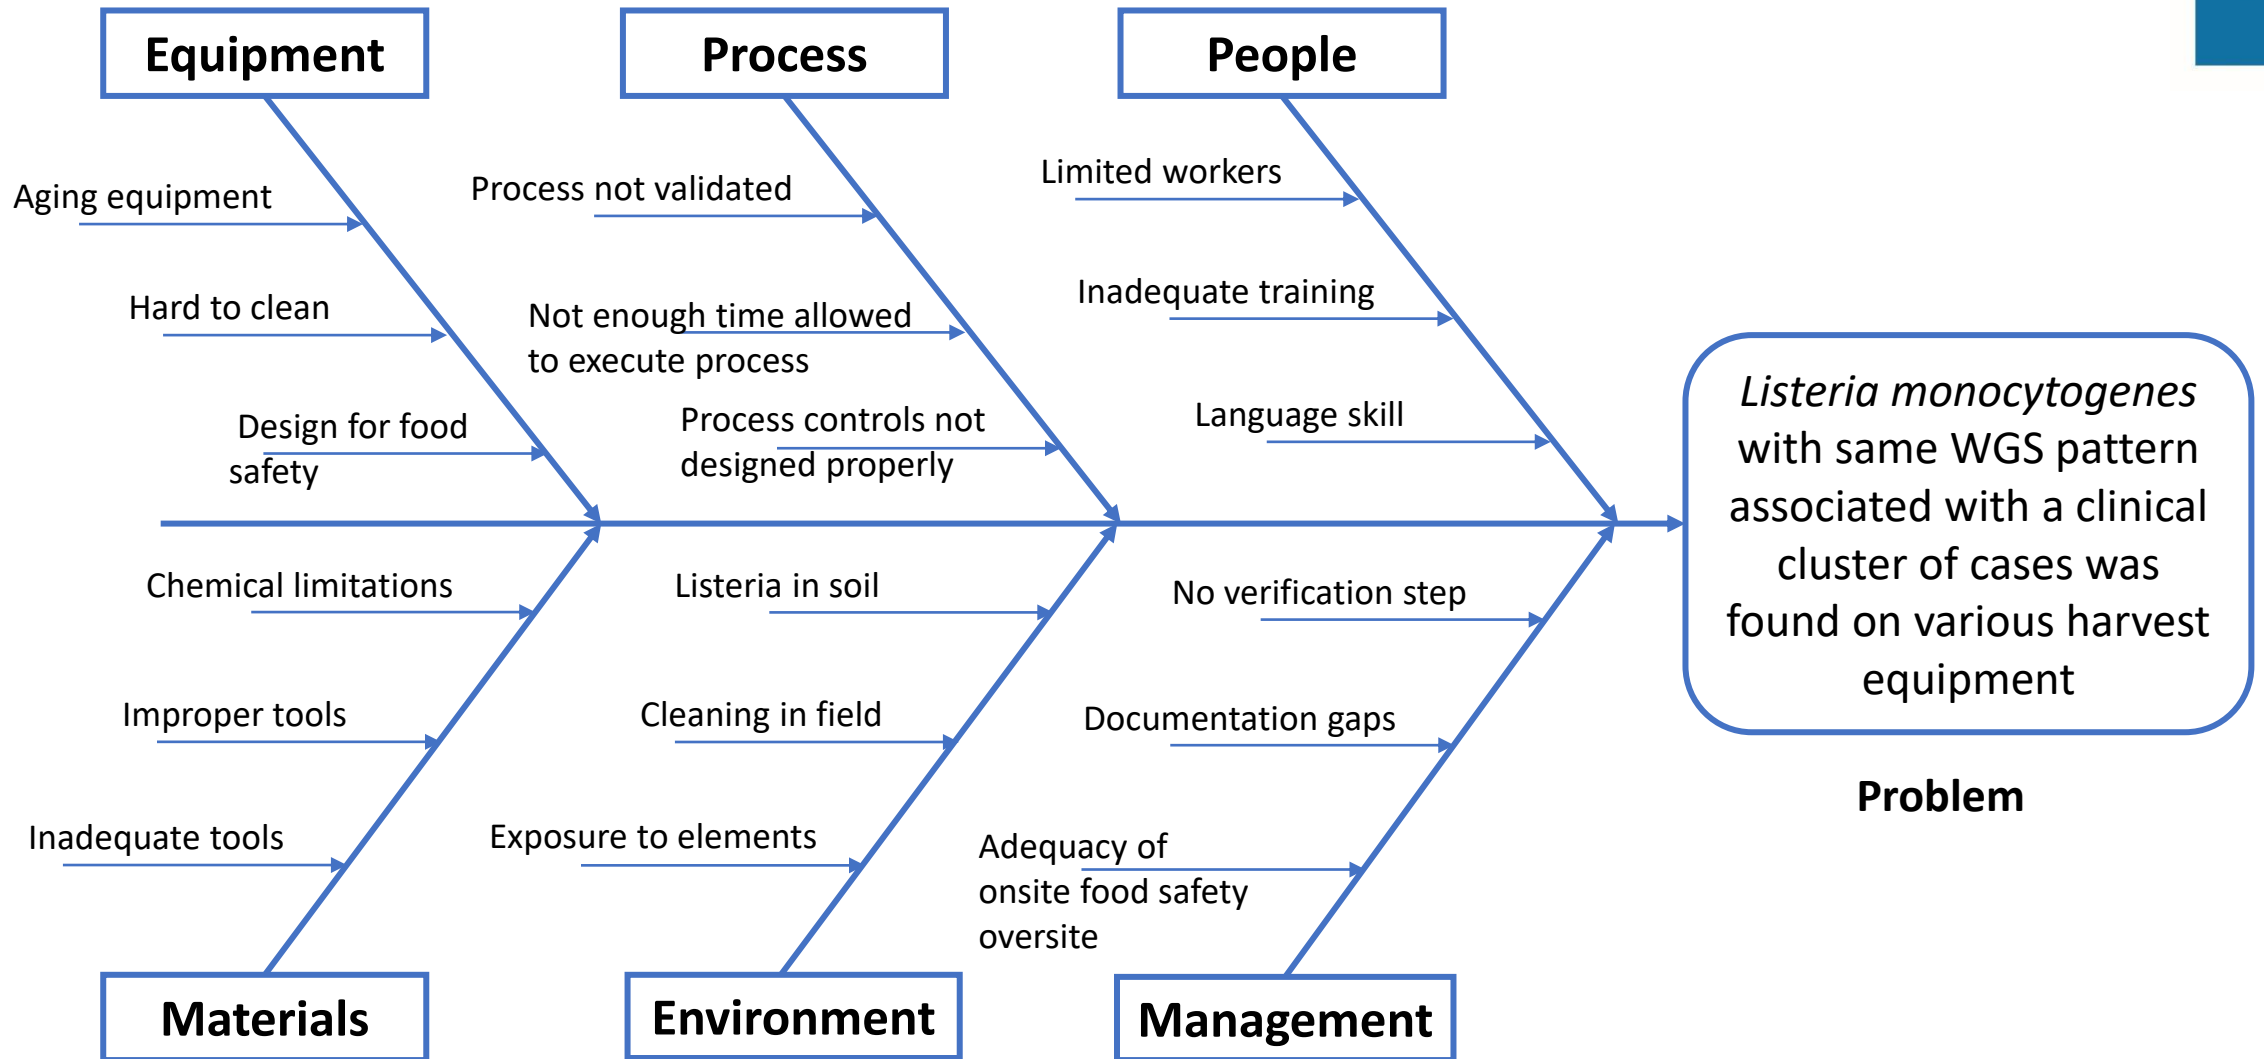 Equipment
Process
People
Aging equipment
Hard to clean
Design for food
safety
Process not validated
Not enough time allowed
to execute process
Process controls not
designed properly
Limited workers
Inadequate training
Language skill
Listeria monocytogenes
with same WGS pattern
associated with a clinical
cluster of cases was
found on various harvest
equipment
Problem
Chemical limitations
Improper tools
Inadequate tools
Listeria in soil
Cleaning in field
Exposure to elements
No verification step
Documentation gaps
Adequacy of
onsite food safety
oversite
Materials
Environment
Management